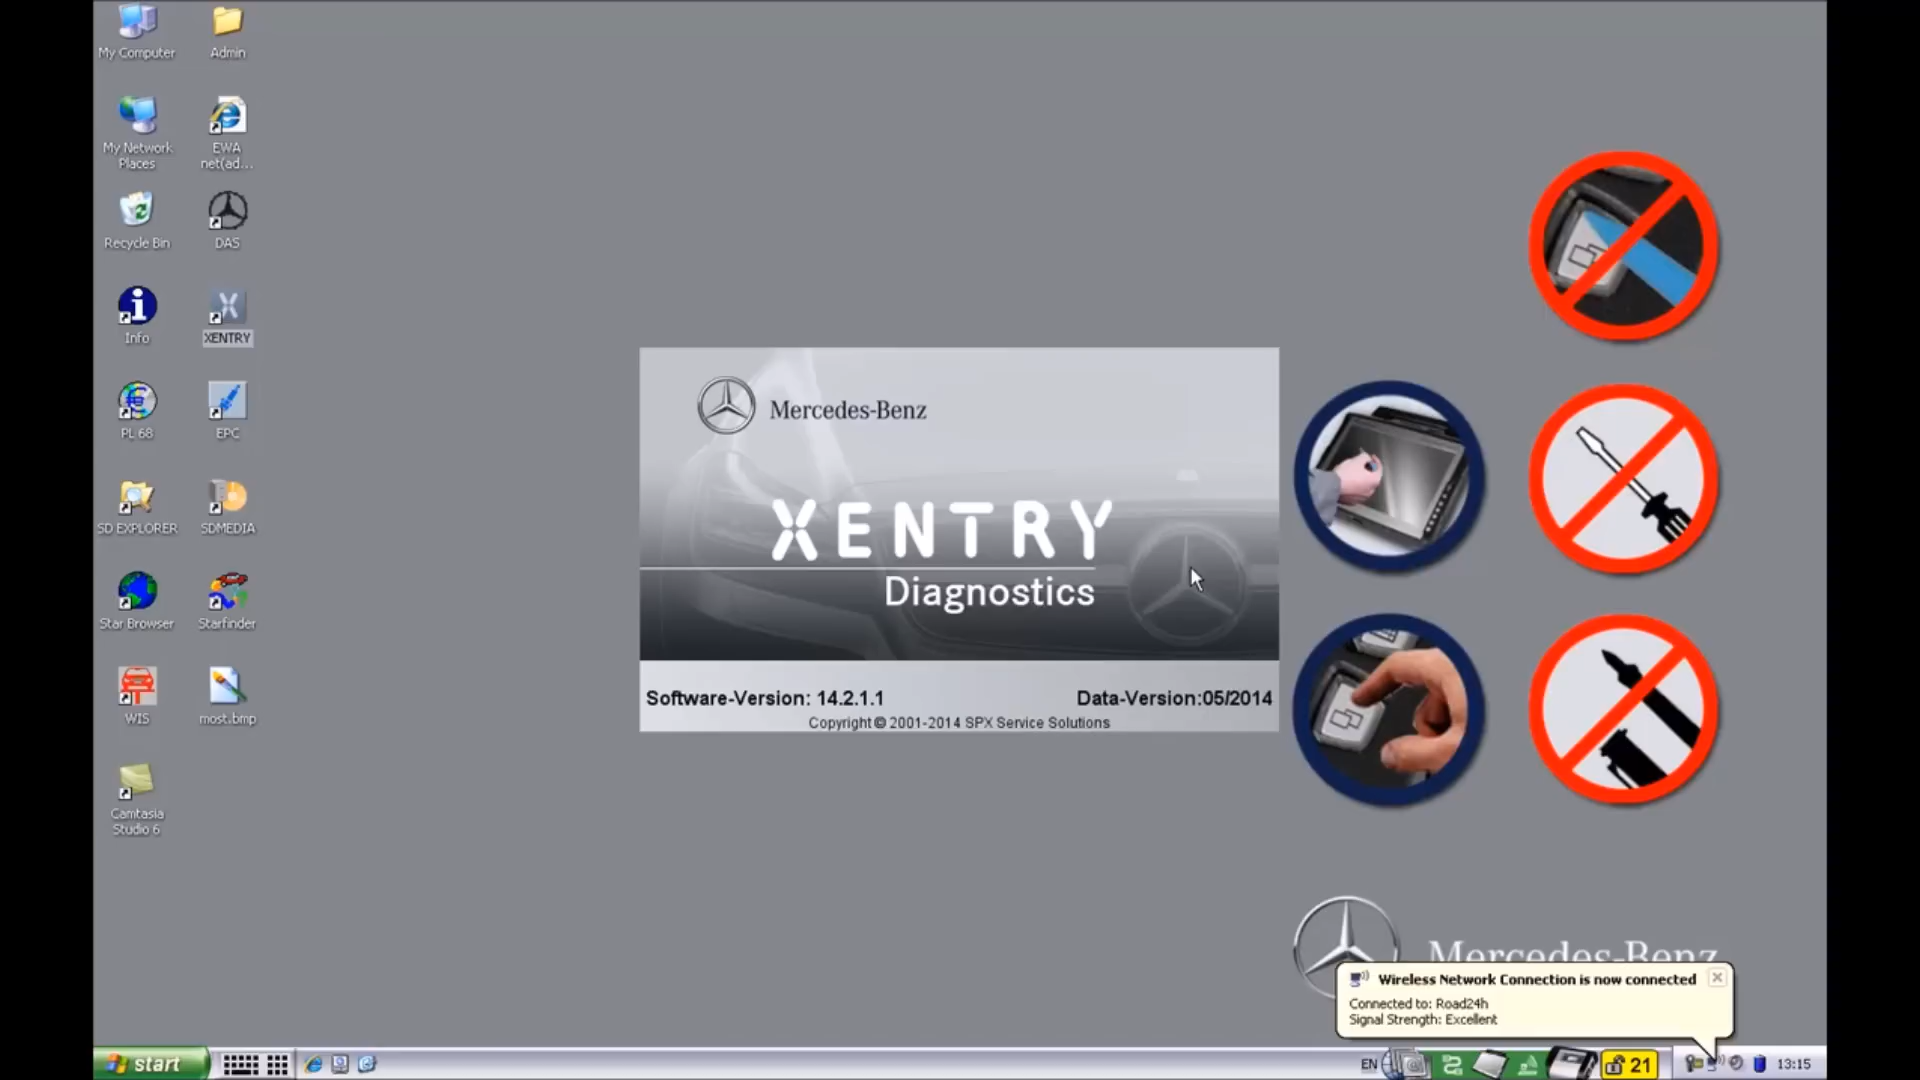 My Computer
Admin
My Network
Places
EWA
net(ad...
Recycle Bin
DAS
Info
XENTRY
PL 68
EPC
SD EXPLORER
SDMEDIA
Star Browser
Starfinder
WIS
most.bmp
Camtasia
Studio 6
Mercedes-Benz
XENTRY
Diagnostics
Software-Version: 14.2.1.1
Data-Version:05/2014
Copyright © 2001-2014 SPX Service Solutions
Mercedes-Benz
Wireless Network Connection is now connected
Connected to: Road24h
Signal Strength: Excellent
start
EN
21
13:15